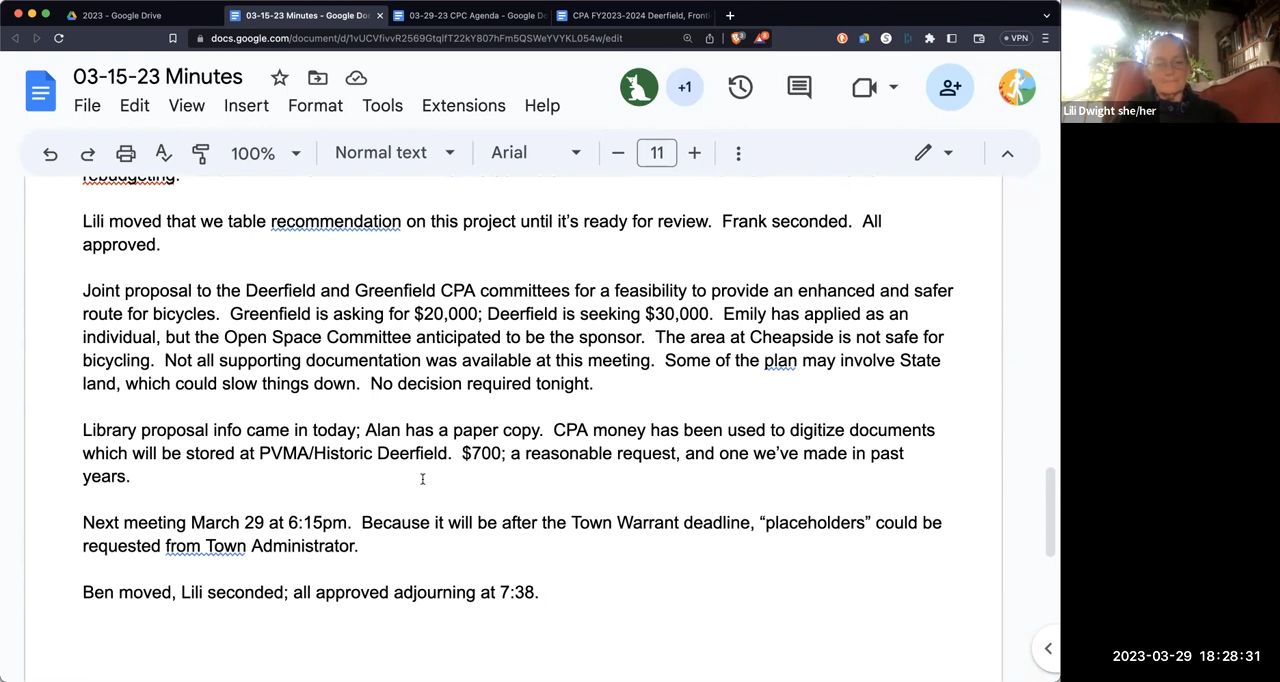 2023 - Google Drive
03-15-23 Minutes - Google Do
03-29-23 CPC Agenda - Google D
CPA FY2023-2024 Deerfield, Front
docs.google.com/document/d/1vUCVfivvR2569GtqlfT22kY807hFm5QSWeYVYKL054w/edit
VPN
03-15-23 Minutes
+1
File Edit View Insert Format Tools Extensions Help
100% Normal text Arial 11
rebudgeting.
Lili moved that we table recommendation on this project until it’s ready for review. Frank seconded. All
approved.
Joint proposal to the Deerfield and Greenfield CPA committees for a feasibility to provide an enhanced and safer
route for bicycles. Greenfield is asking for $20,000; Deerfield is seeking $30,000. Emily has applied as an
individual, but the Open Space Committee anticipated to be the sponsor. The area at Cheapside is not safe for
bicycling. Not all supporting documentation was available at this meeting. Some of the plan may involve State
land, which could slow things down. No decision required tonight.
Library proposal info came in today; Alan has a paper copy. CPA money has been used to digitize documents
which will be stored at PVMA/Historic Deerfield. $700; a reasonable request, and one we’ve made in past
years.
Next meeting March 29 at 6:15pm. Because it will be after the Town Warrant deadline, “placeholders” could be
requested from Town Administrator.
Ben moved, Lili seconded; all approved adjourning at 7:38.
Lili Dwight she/her
2023-03-29 18:28:31